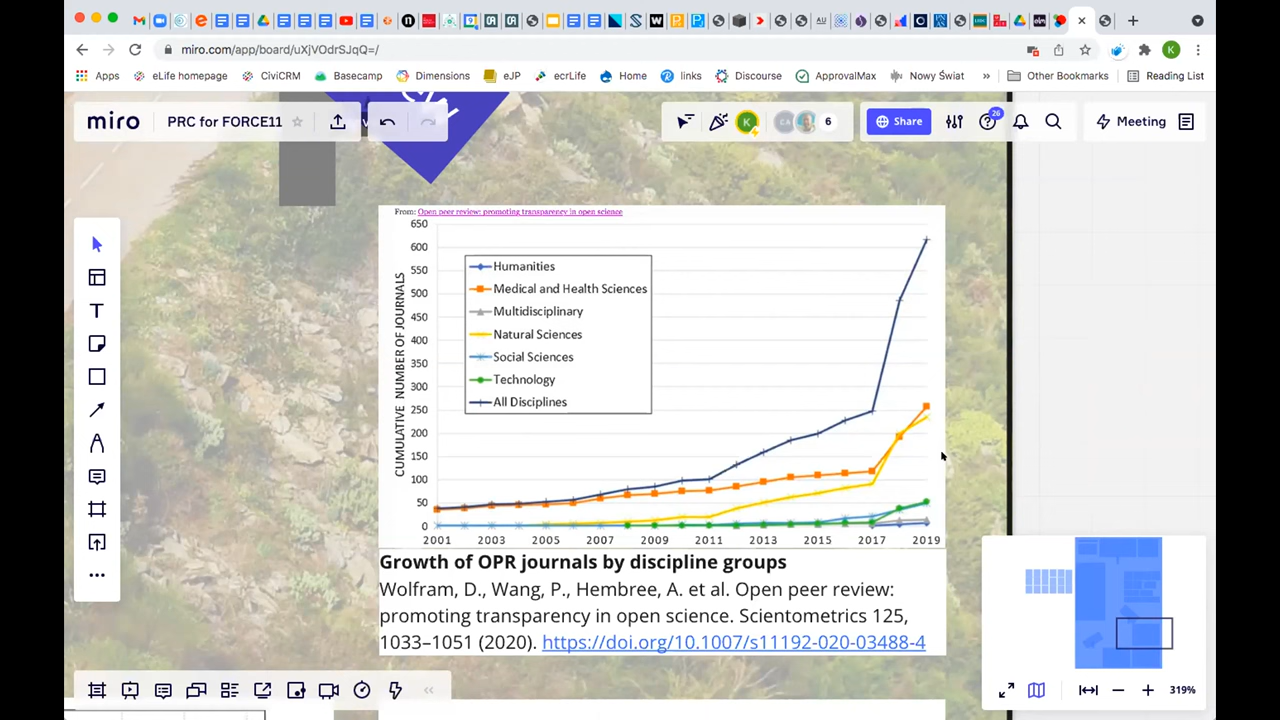 miro.com/app/board/uXjVOdrSJqQ=/
Apps
eLife homepage
CiviCRM
Basecamp
Dimensions
eJP
ecrLife
Home
links
Discourse
ApprovalMax
Nowy Świat
»
Other Bookmarks
Reading List
miro
PRC for FORCE11
6
Share
26
Meeting
From: Open peer review: promoting transparency in open science
650
600
550
500
450
400
350
300
250
200
150
100
50
0
CUMULATIVE NUMBER OF JOURNALS
Humanities
Medical and Health Sciences
Multidisciplinary
Natural Sciences
Social Sciences
Technology
All Disciplines
2001 2003 2005 2007 2009 2011 2013 2015 2017 2019
Growth of OPR journals by discipline groups
Wolfram, D., Wang, P., Hembree, A. et al. Open peer review:
promoting transparency in open science. Scientometrics 125,
1033–1051 (2020). https://doi.org/10.1007/s11192-020-03488-4
319%